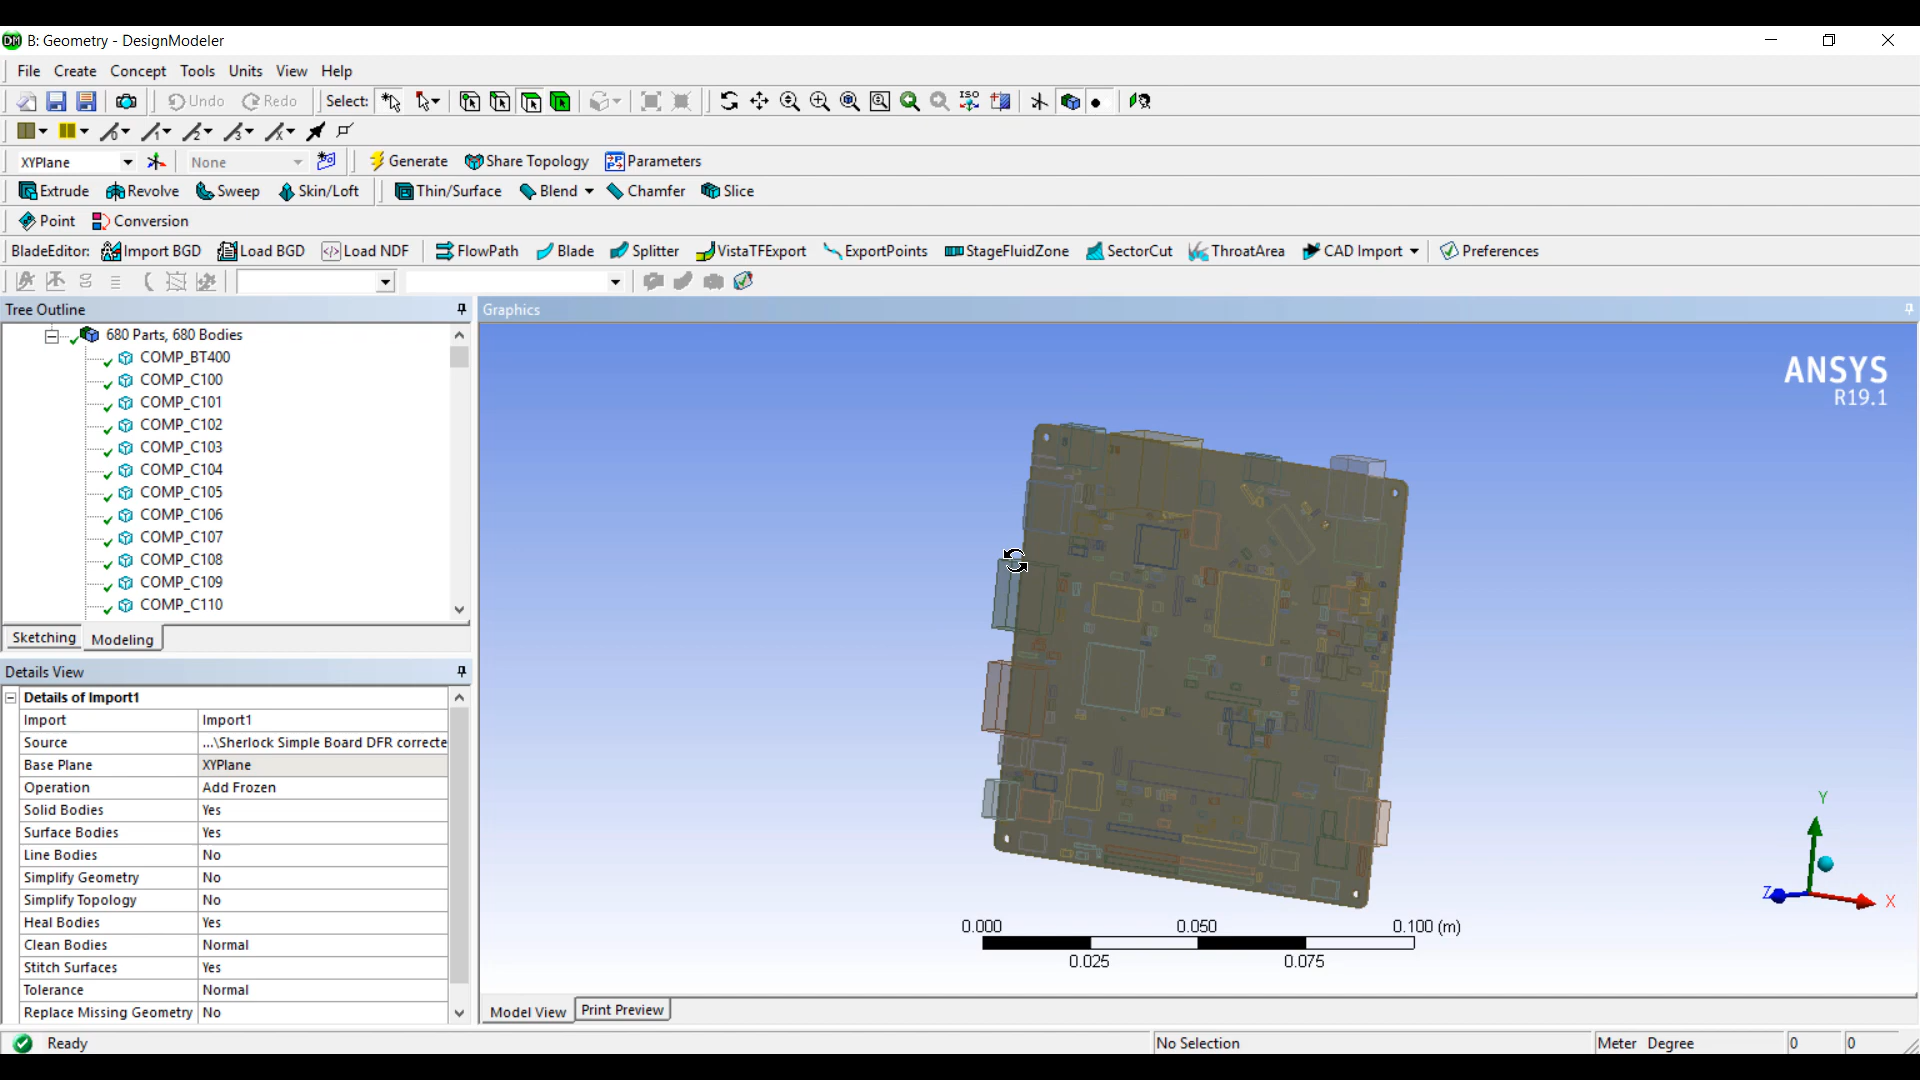 B: Geometry - DesignModeler
File Create Concept Tools Units View Help
Undo Redo Select: ISO
XYPlane None Generate Share Topology Parameters
Extrude Revolve Sweep Skin/Loft Thin/Surface Blend Chamfer Slice
Point Conversion
BladeEditor: Import BGD Load BGD Load NDF FlowPath Blade Splitter VistaTFExport ExportPoints StageFluidZone SectorCut ThroatArea CAD Import Preferences
Tree Outline
680 Parts, 680 Bodies
COMP_BT400
COMP_C100
COMP_C101
COMP_C102
COMP_C103
COMP_C104
COMP_C105
COMP_C106
COMP_C107
COMP_C108
COMP_C109
COMP_C110
Sketching Modeling
Details View
Details of Import1
Import Import1
Source ...\Sherlock Simple Board DFR correcte
Base Plane XYPlane
Operation Add Frozen
Solid Bodies Yes
Surface Bodies Yes
Line Bodies No
Simplify Geometry No
Simplify Topology No
Heal Bodies Yes
Clean Bodies Normal
Stitch Surfaces Yes
Tolerance Normal
Replace Missing Geometry No
Graphics
ANSYS
R19.1
Y
Z
X
0.000 0.050 0.100 (m)
0.025 0.075
Model View Print Preview
Ready No Selection Meter Degree 0 0